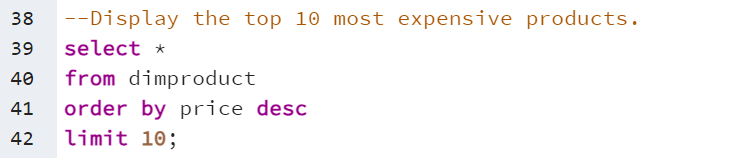 38 --Display the top 10 most expensive products.
39 select *
40 from dimproduct
41 order by price desc
42 limit 10;